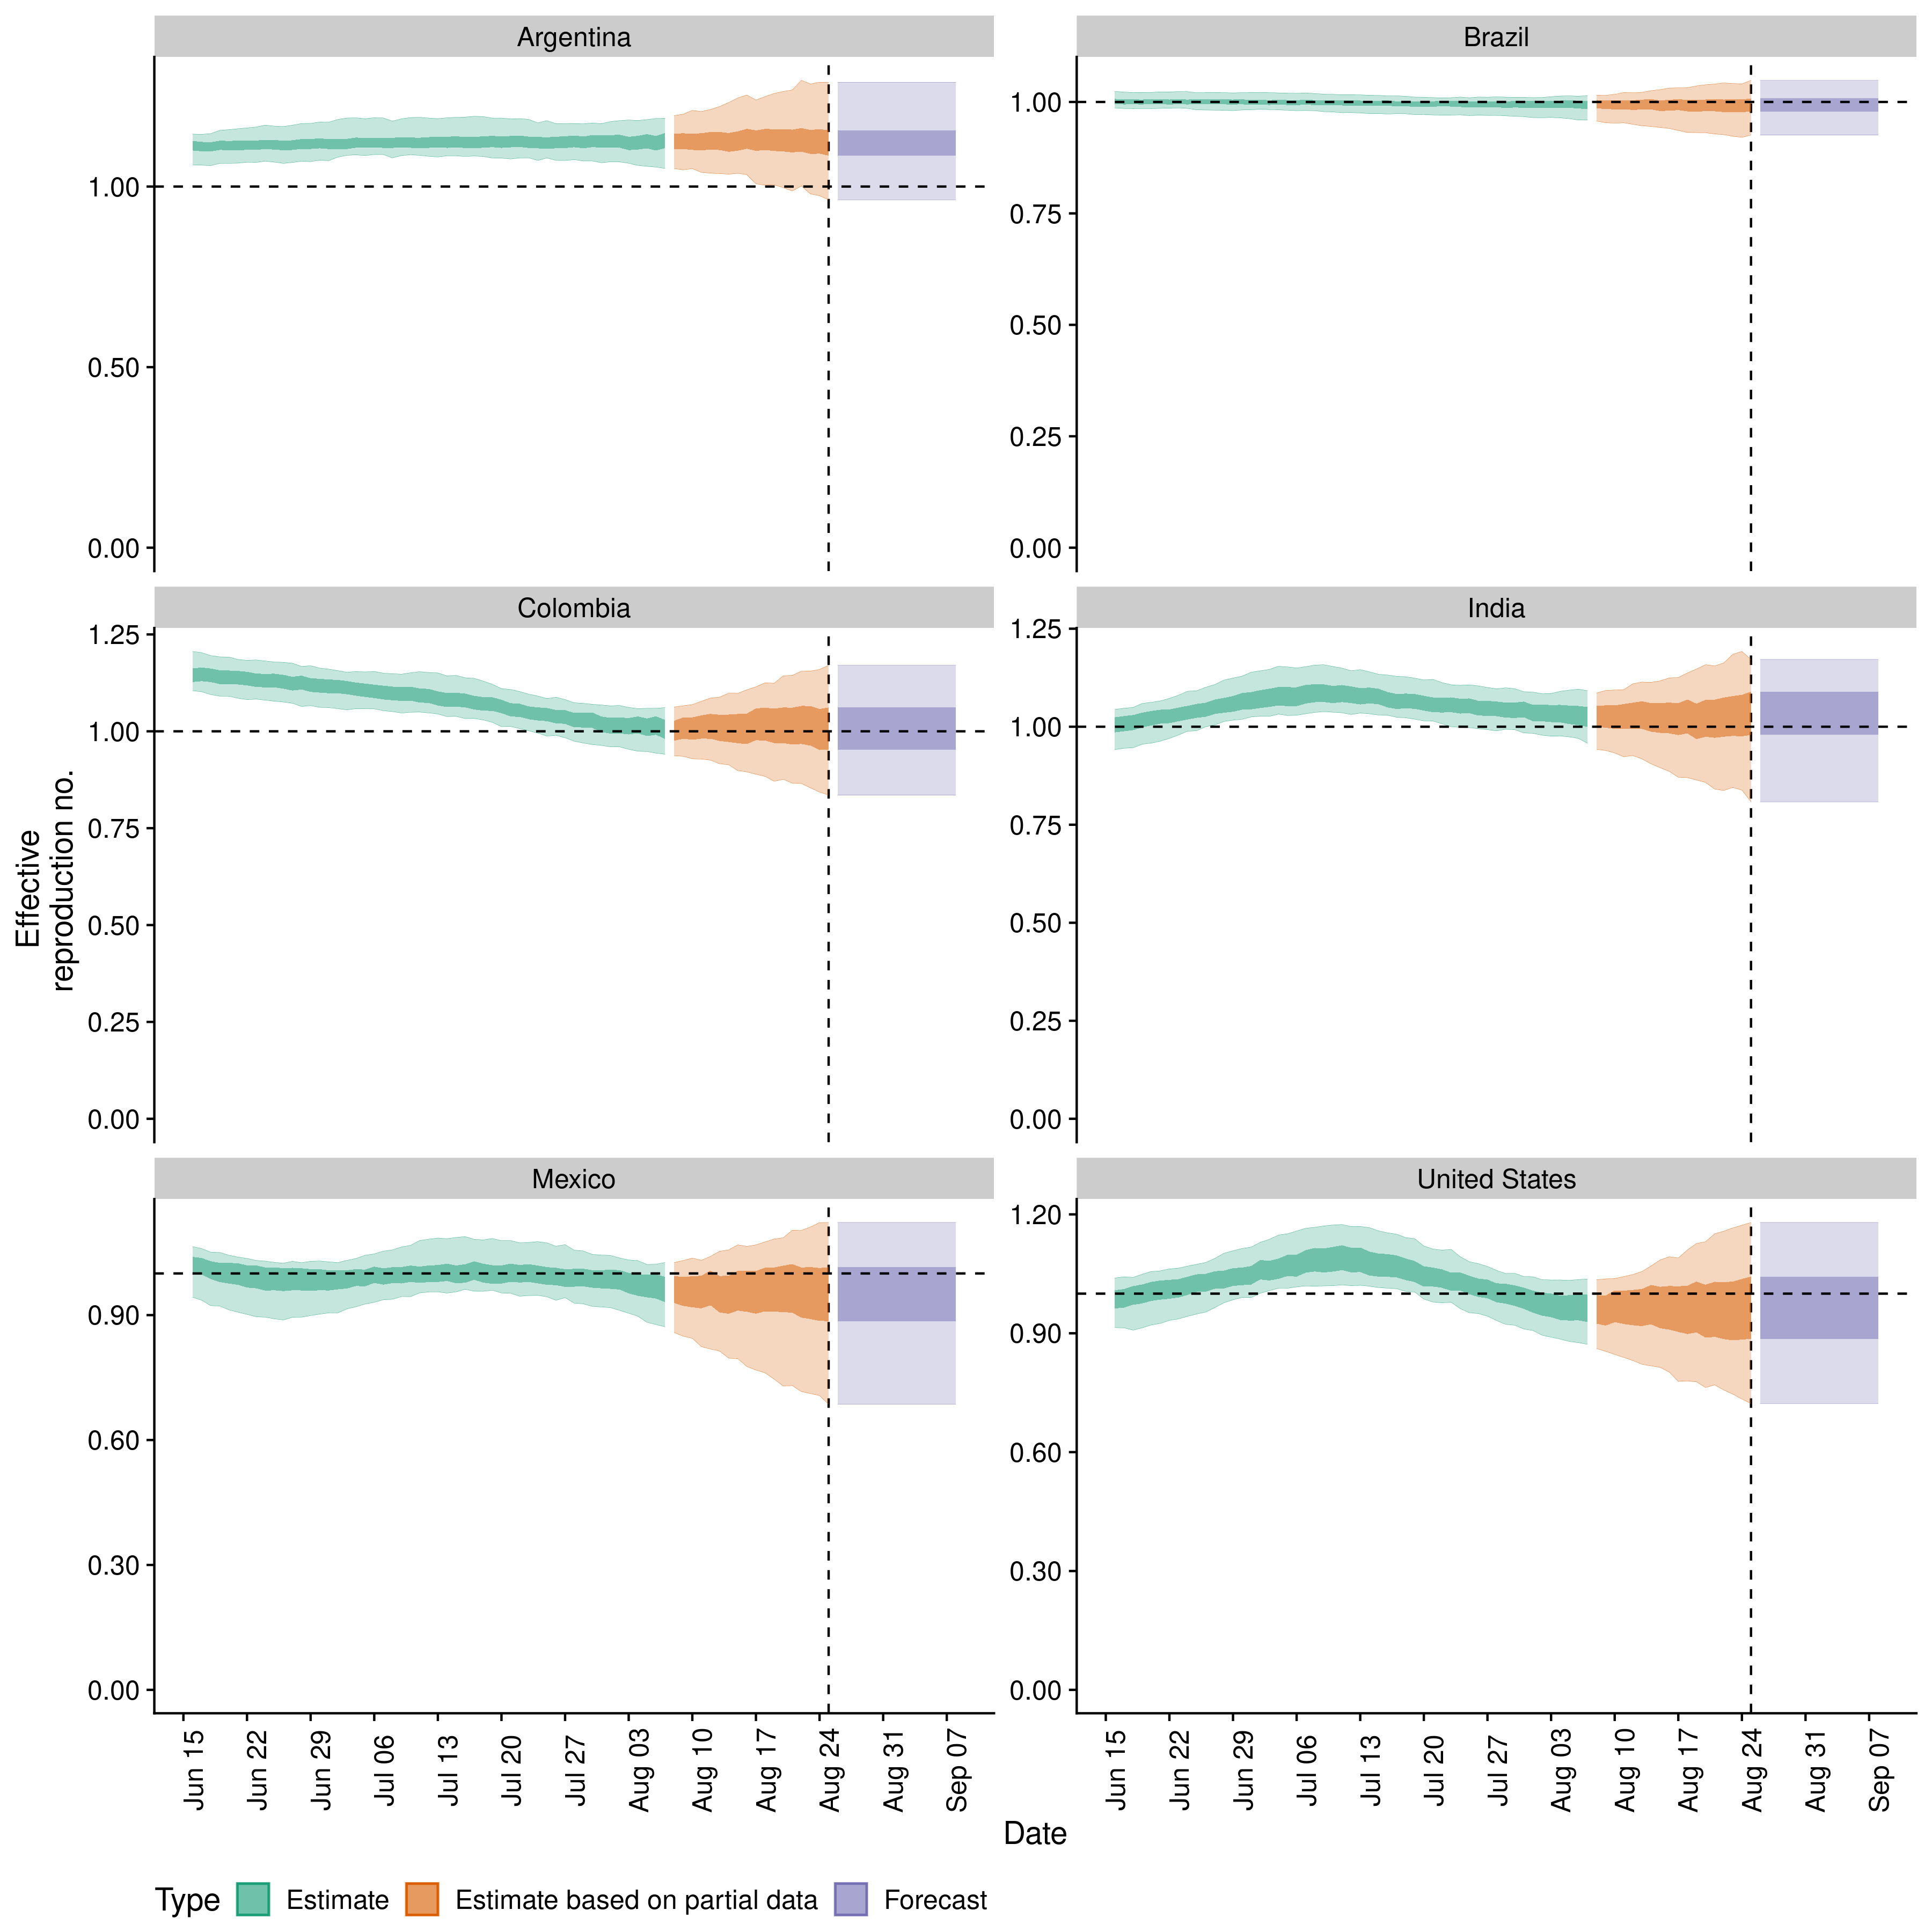 Argentina
Brazil
1.00
0.50
0.00
1.00
0.75
0.50
0.25
0.00
Colombia
India
1.25
1.00
0.75
0.50
0.25
0.00
1.25
1.00
0.75
0.50
0.25
0.00
Effective
reproduction no.
Mexico
United States
0.90
0.60
0.30
0.00
1.20
0.90
0.60
0.30
0.00
Jun 15
Jun 22
Jun 29
Jul 06
Jul 13
Jul 20
Jul 27
Aug 03
Aug 10
Aug 17
Aug 24
Aug 31
Sep 07
Jun 15
Jun 22
Jun 29
Jul 06
Jul 13
Jul 20
Jul 27
Aug 03
Aug 10
Aug 17
Aug 24
Aug 31
Sep 07
Date
Type Estimate Estimate based on partial data Forecast